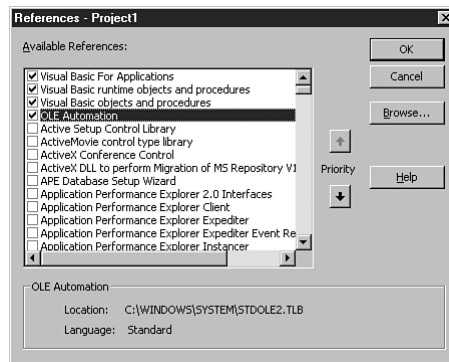 References - Project1
Available References:
Visual Basic For Applications
Visual Basic runtime objects and procedures
Visual Basic objects and procedures
OLE Automation
Active Setup Control Library
ActiveMovie control type library
ActiveX Conference Control
ActiveX DLL to perform Migration of MS Repository V1
APE Database Setup Wizard
Application Performance Explorer 2.0 Interfaces
Application Performance Explorer Client
Application Performance Explorer Expediter
Application Performance Explorer Expediter Event Re
Application Performance Explorer Instancer
OK
Cancel
Browse...
Priority
Help
OLE Automation
Location: C:\WINDOWS\SYSTEM\STDOLE2.TLB
Language: Standard